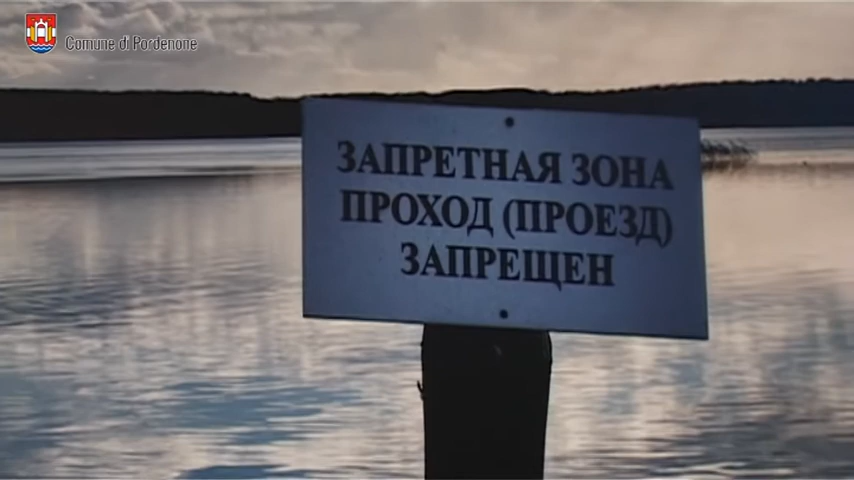 Comune di Pordenone
ЗАПРЕТНАЯ ЗОНА
ПРОХОД (ПРОЕЗД)
ЗАПРЕЩЕН